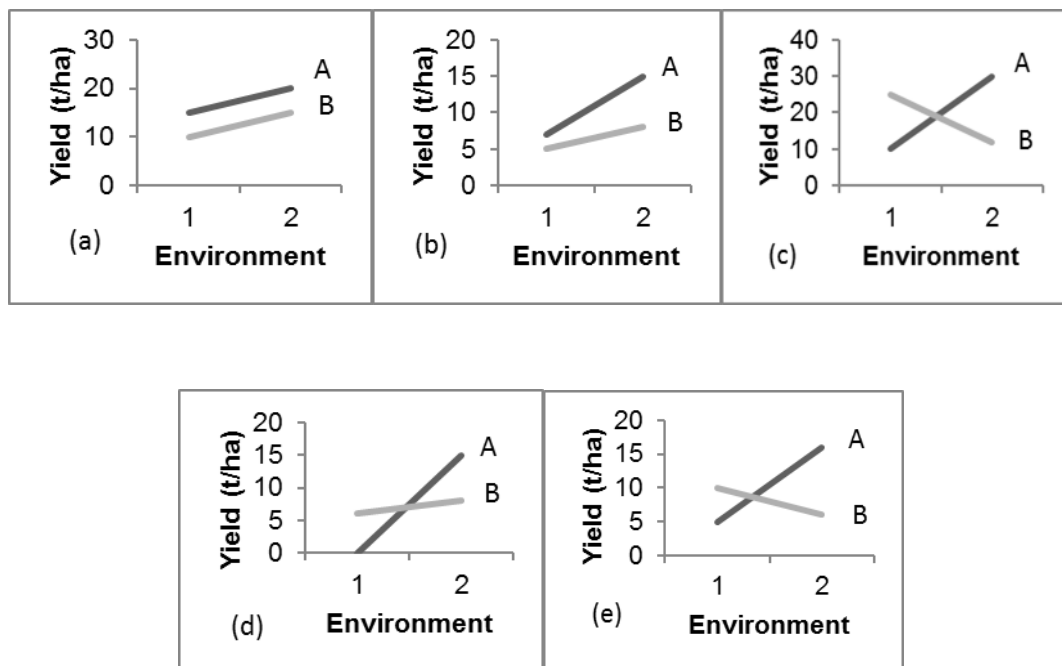 Yield (t/ha)
30
20
10
0
1 2
A
B
(a)
Environment
Yield (t/ha)
20
15
10
5
0
1 2
A
B
(b)
Environment
Yield (t/ha)
40
30
20
10
0
1 2
A
B
(c)
Environment
Yield (t/ha)
20
15
10
5
0
1 2
A
B
(d)
Environment
Yield (t/ha)
20
15
10
5
0
1 2
A
B
(e)
Environment